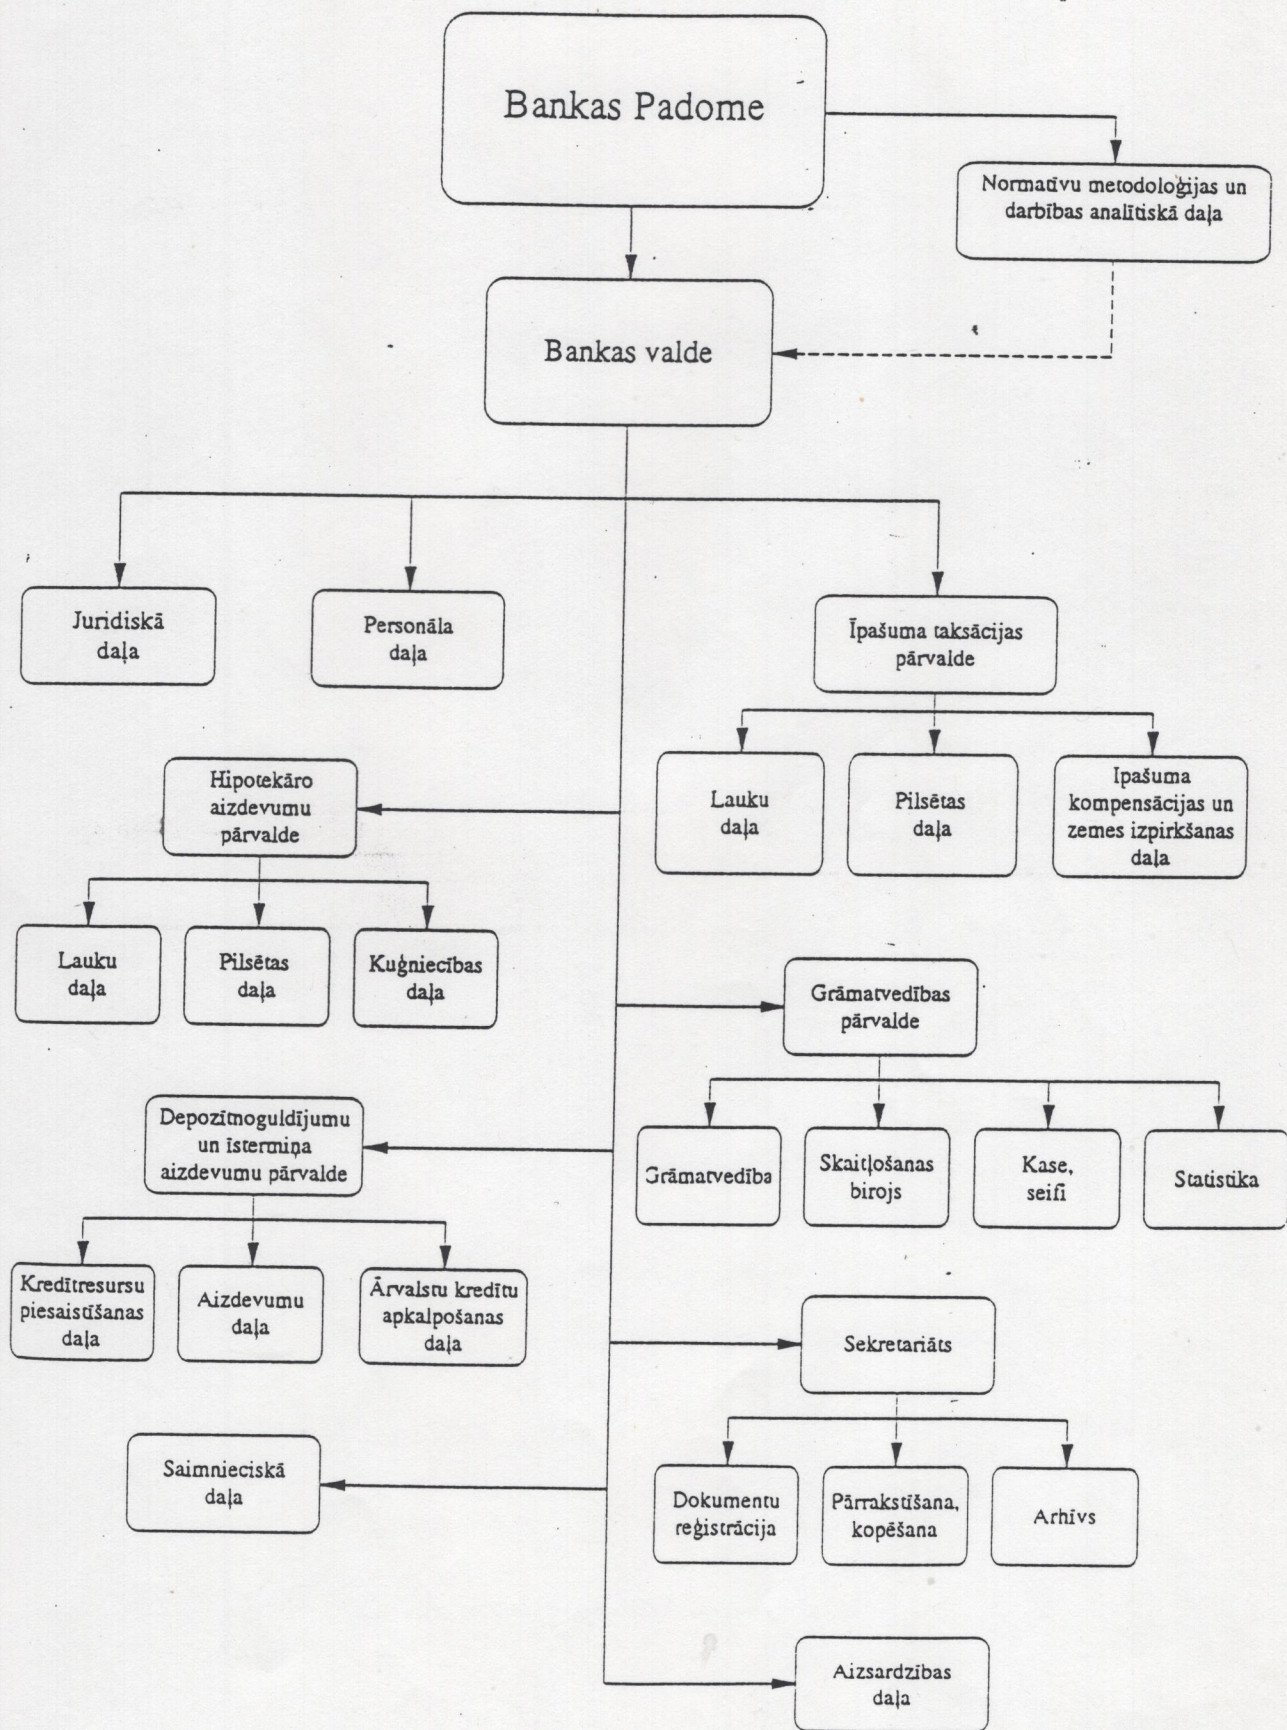 Bankas Padome
Normatīvu metodoloģijas un
darbības analītiskā daļa
Bankas valde
Juridiskā
daļa
Personāla
daļa
Īpašuma taksācijas
pārvalde
Lauku
daļa
Pilsētas
daļa
Ipašuma
kompensācijas un
zemes izpirkšanas
daļa
Hipotekāro
aizdevumu
pārvalde
Lauku
daļa
Pilsētas
daļa
Kuģniecības
daļa
Grāmatvedības
pārvalde
Grāmatvedība
Skaitļošanas
birojs
Kase,
seifi
Statistika
Depozītnoguldījumu
un īstermiņa
aizdevumu pārvalde
Kredītresursu
piesaistīšanas
daļa
Aizdevumu
daļa
Ārvalstu kredītu
apkalpošanas
daļa
Sekretariāts
Dokumentu
reģistrācija
Pārrakstīšana,
kopēšana
Arhīvs
Saimnieciskā
daļa
Aizsardzības
daļa